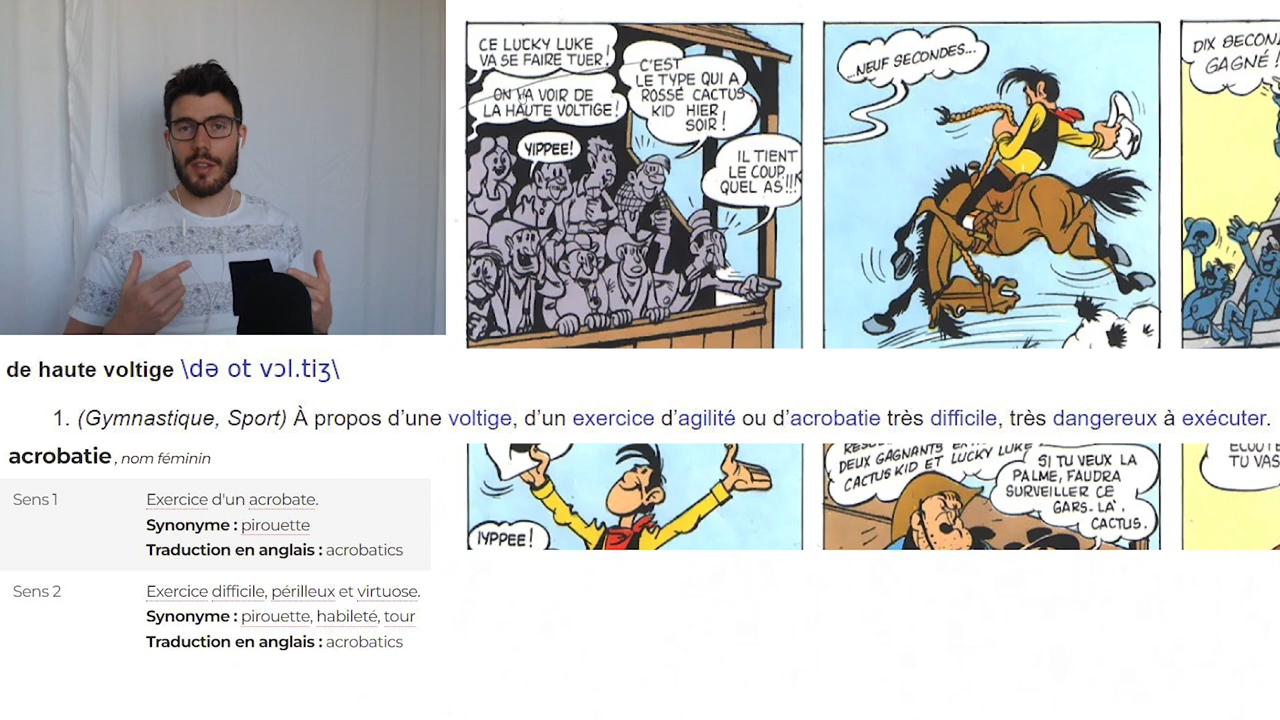 CE LUCKY LUKE
VA SE FAIRE TUER!
ON VA VOIR DE
LA HAUTE VOLTIGE!
C'EST
LE TYPE QUI A
ROSSÉ CACTUS
KID HIER
SOIR!
YIPPEE!
IL TIENT
LE COUP,
QUEL AS!!!
...NEUF SECONDES...
DIX SECON
GAGNÉ!
de haute voltige \də ot vɔl.tiʒ\
1. (Gymnastique, Sport) À propos d’une voltige, d’un exercice d’agilité ou d’acrobatie très difficile, très dangereux à exécuter.
acrobatie, nom féminin
Sens 1 Exercice d'un acrobate.
Synonyme : pirouette
Traduction en anglais : acrobatics
Sens 2 Exercice difficile, périlleux et virtuose.
Synonyme : pirouette, habileté, tour
Traduction en anglais : acrobatics
IYPPEE!
DEUX GAGNANTS
CACTUS KID ET LUCKY LUKE
SI TU VEUX LA
PALME, FAUDRA
SURVEILLER CE
GARS-LÀ,
CACTUS.
TU VAS